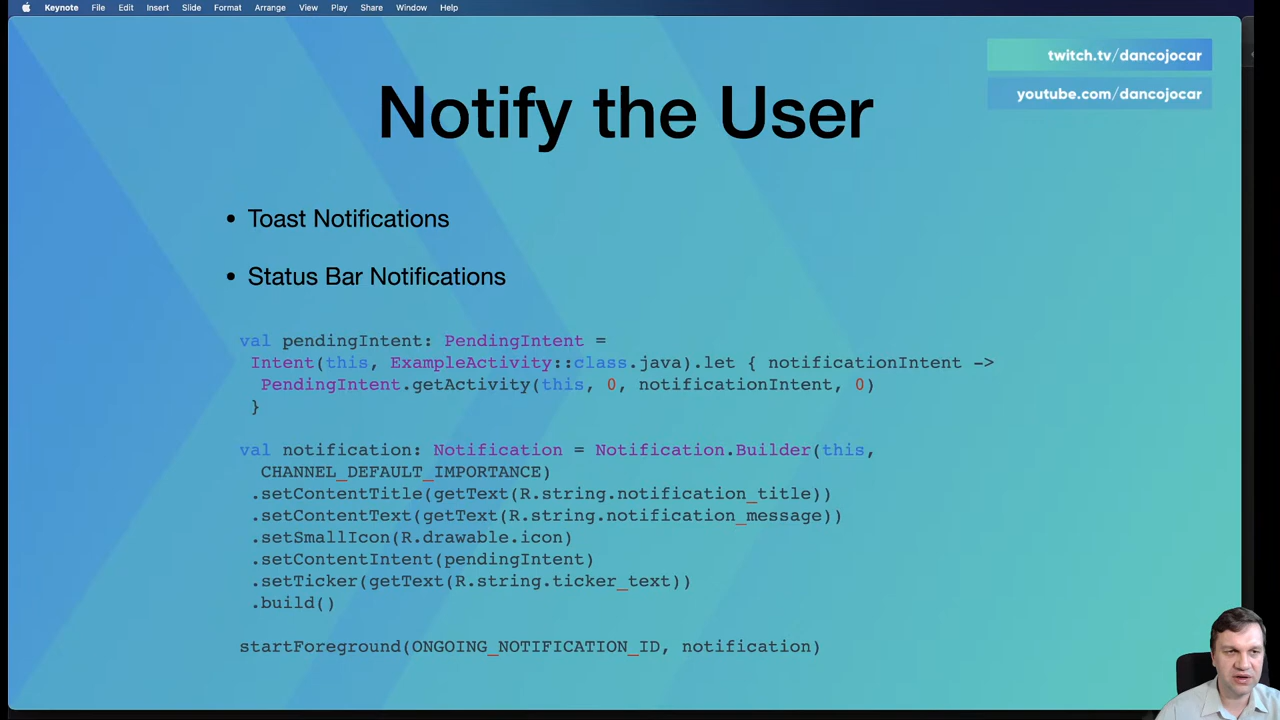 Keynote File Edit Insert Slide Format Arrange View Play Share Window Help
twitch.tv/dancojocar
youtube.com/dancojocar
Notify the User
• Toast Notifications
• Status Bar Notifications
val pendingIntent: PendingIntent =
Intent(this, ExampleActivity::class.java).let { notificationIntent ->
PendingIntent.getActivity(this, 0, notificationIntent, 0)
}
val notification: Notification = Notification.Builder(this,
CHANNEL_DEFAULT_IMPORTANCE)
.setContentTitle(getText(R.string.notification_title))
.setContentText(getText(R.string.notification_message))
.setSmallIcon(R.drawable.icon)
.setContentIntent(pendingIntent)
.setTicker(getText(R.string.ticker_text))
.build()
startForeground(ONGOING_NOTIFICATION_ID, notification)